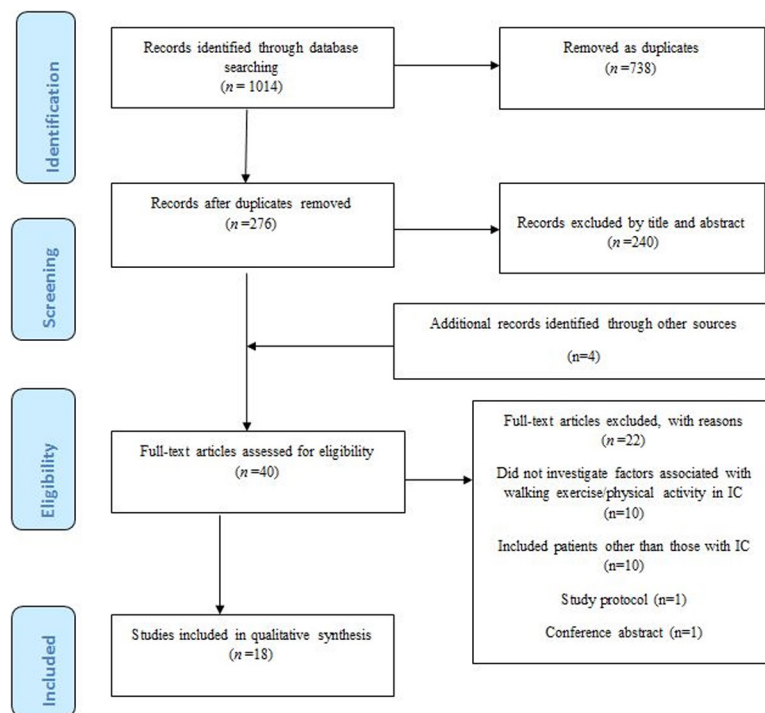 Identification
Records identified through database
searching
(n = 1014)
Removed as duplicates
(n =738)
Records after duplicates removed
(n =276)
Records excluded by title and abstract
(n =240)
Screening
Additional records identified through other sources
(n=4)
Eligibility
Full-text articles assessed for eligibility
(n =40)
Full-text articles excluded, with reasons
(n =22)
Did not investigate factors associated with
walking exercise/physical activity in IC
(n=10)
Included patients other than those with IC
(n=10)
Study protocol (n=1)
Conference abstract (n=1)
Included
Studies included in qualitative synthesis
(n =18)